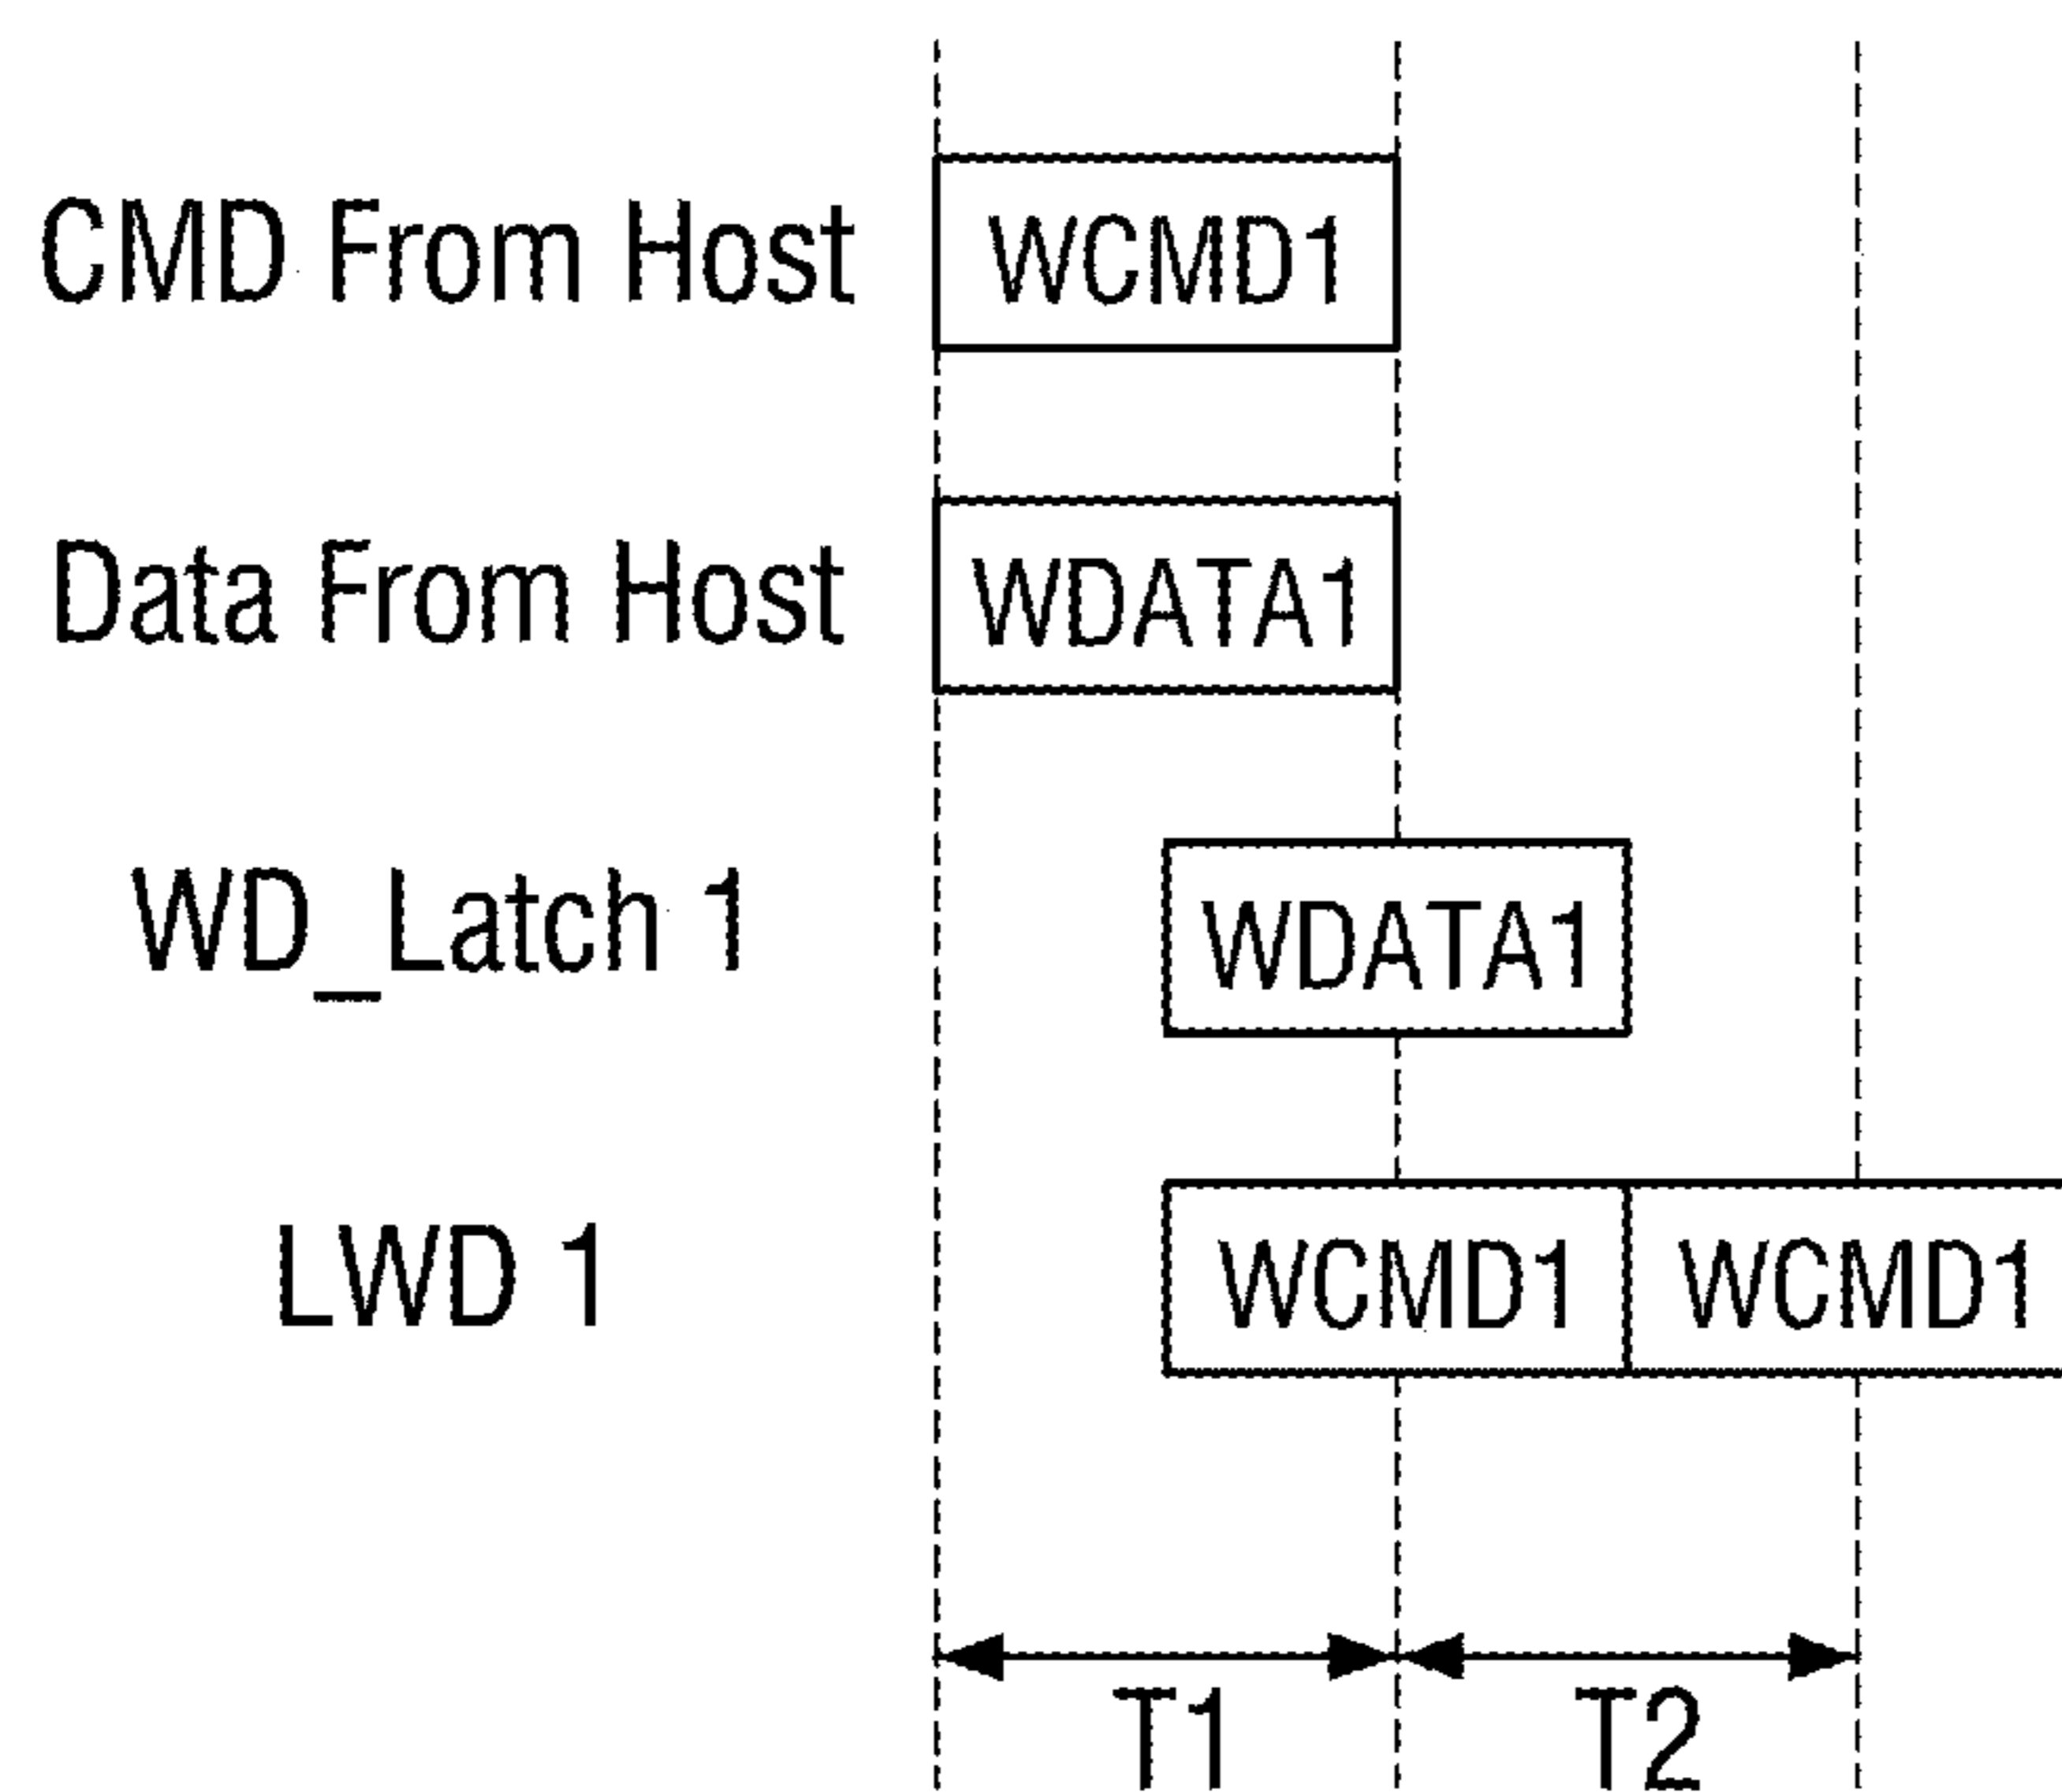 CMD From Host WCMD1
Data From Host WDATA1
WD_Latch 1 WDATA1
LWD 1 WCMD1 WCMD1
T1 T2